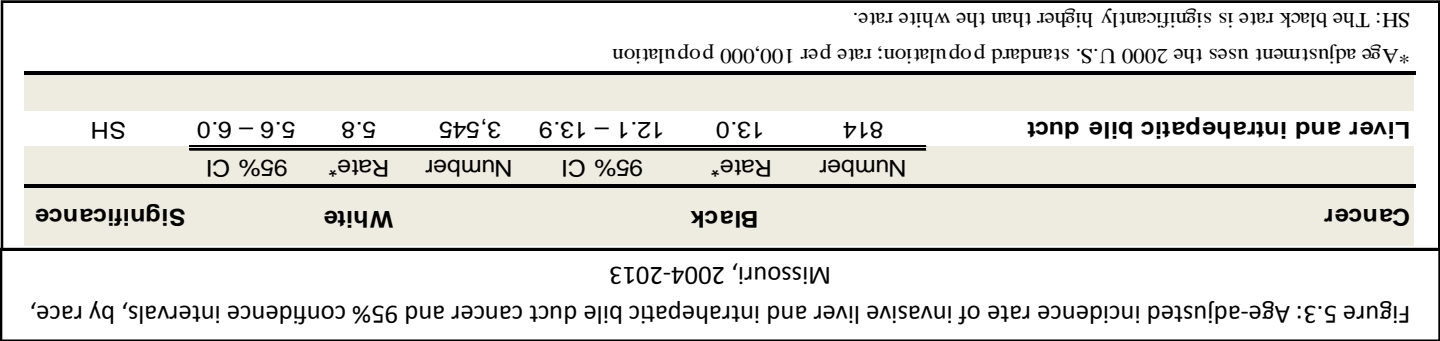 Figure 5.3: Age-adjusted incidence rate of invasive liver and intrahepatic bile duct cancer and 95% confidence intervals, by race,
Missouri, 2004-2013
Cancer Black White Significance
Number Rate* 95% CI Number Rate* 95% CI
Liver and intrahepatic bile duct 814 13.0 12.1 – 13.9 3,545 5.8 5.6 – 6.0 SH
*Age adjustment uses the 2000 U.S. standard population; rate per 100,000 population
SH: The black rate is significantly higher than the white rate.